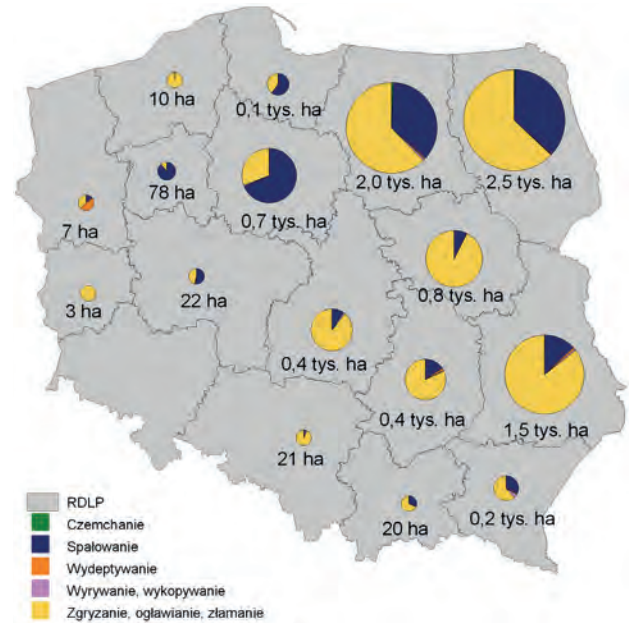 10 ha
0,1 tys. ha
2,0 tys. ha
2,5 tys. ha
78 ha
0,7 tys. ha
7 ha
0,8 tys. ha
3 ha
22 ha
0,4 tys. ha
0,4 tys. ha
1,5 tys. ha
21 ha
20 ha
0,2 tys. ha
RDLP
Czemchanie
Spałowanie
Wydeptywanie
Wyrywanie, wykopywanie
Zgryzanie, ogławianie, złamanie